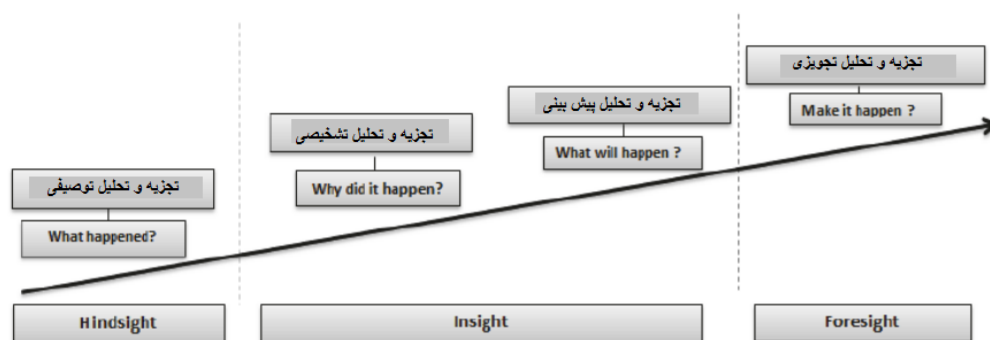 تجزیه و تحلیل توصیفی
What happened?
تجزیه و تحلیل تشخیصی
Why did it happen?
تجزیه و تحلیل پیش بینی
What will happen ?
تجزیه و تحلیل تجویزی
Make it happen ?
Hindsight
Insight
Foresight